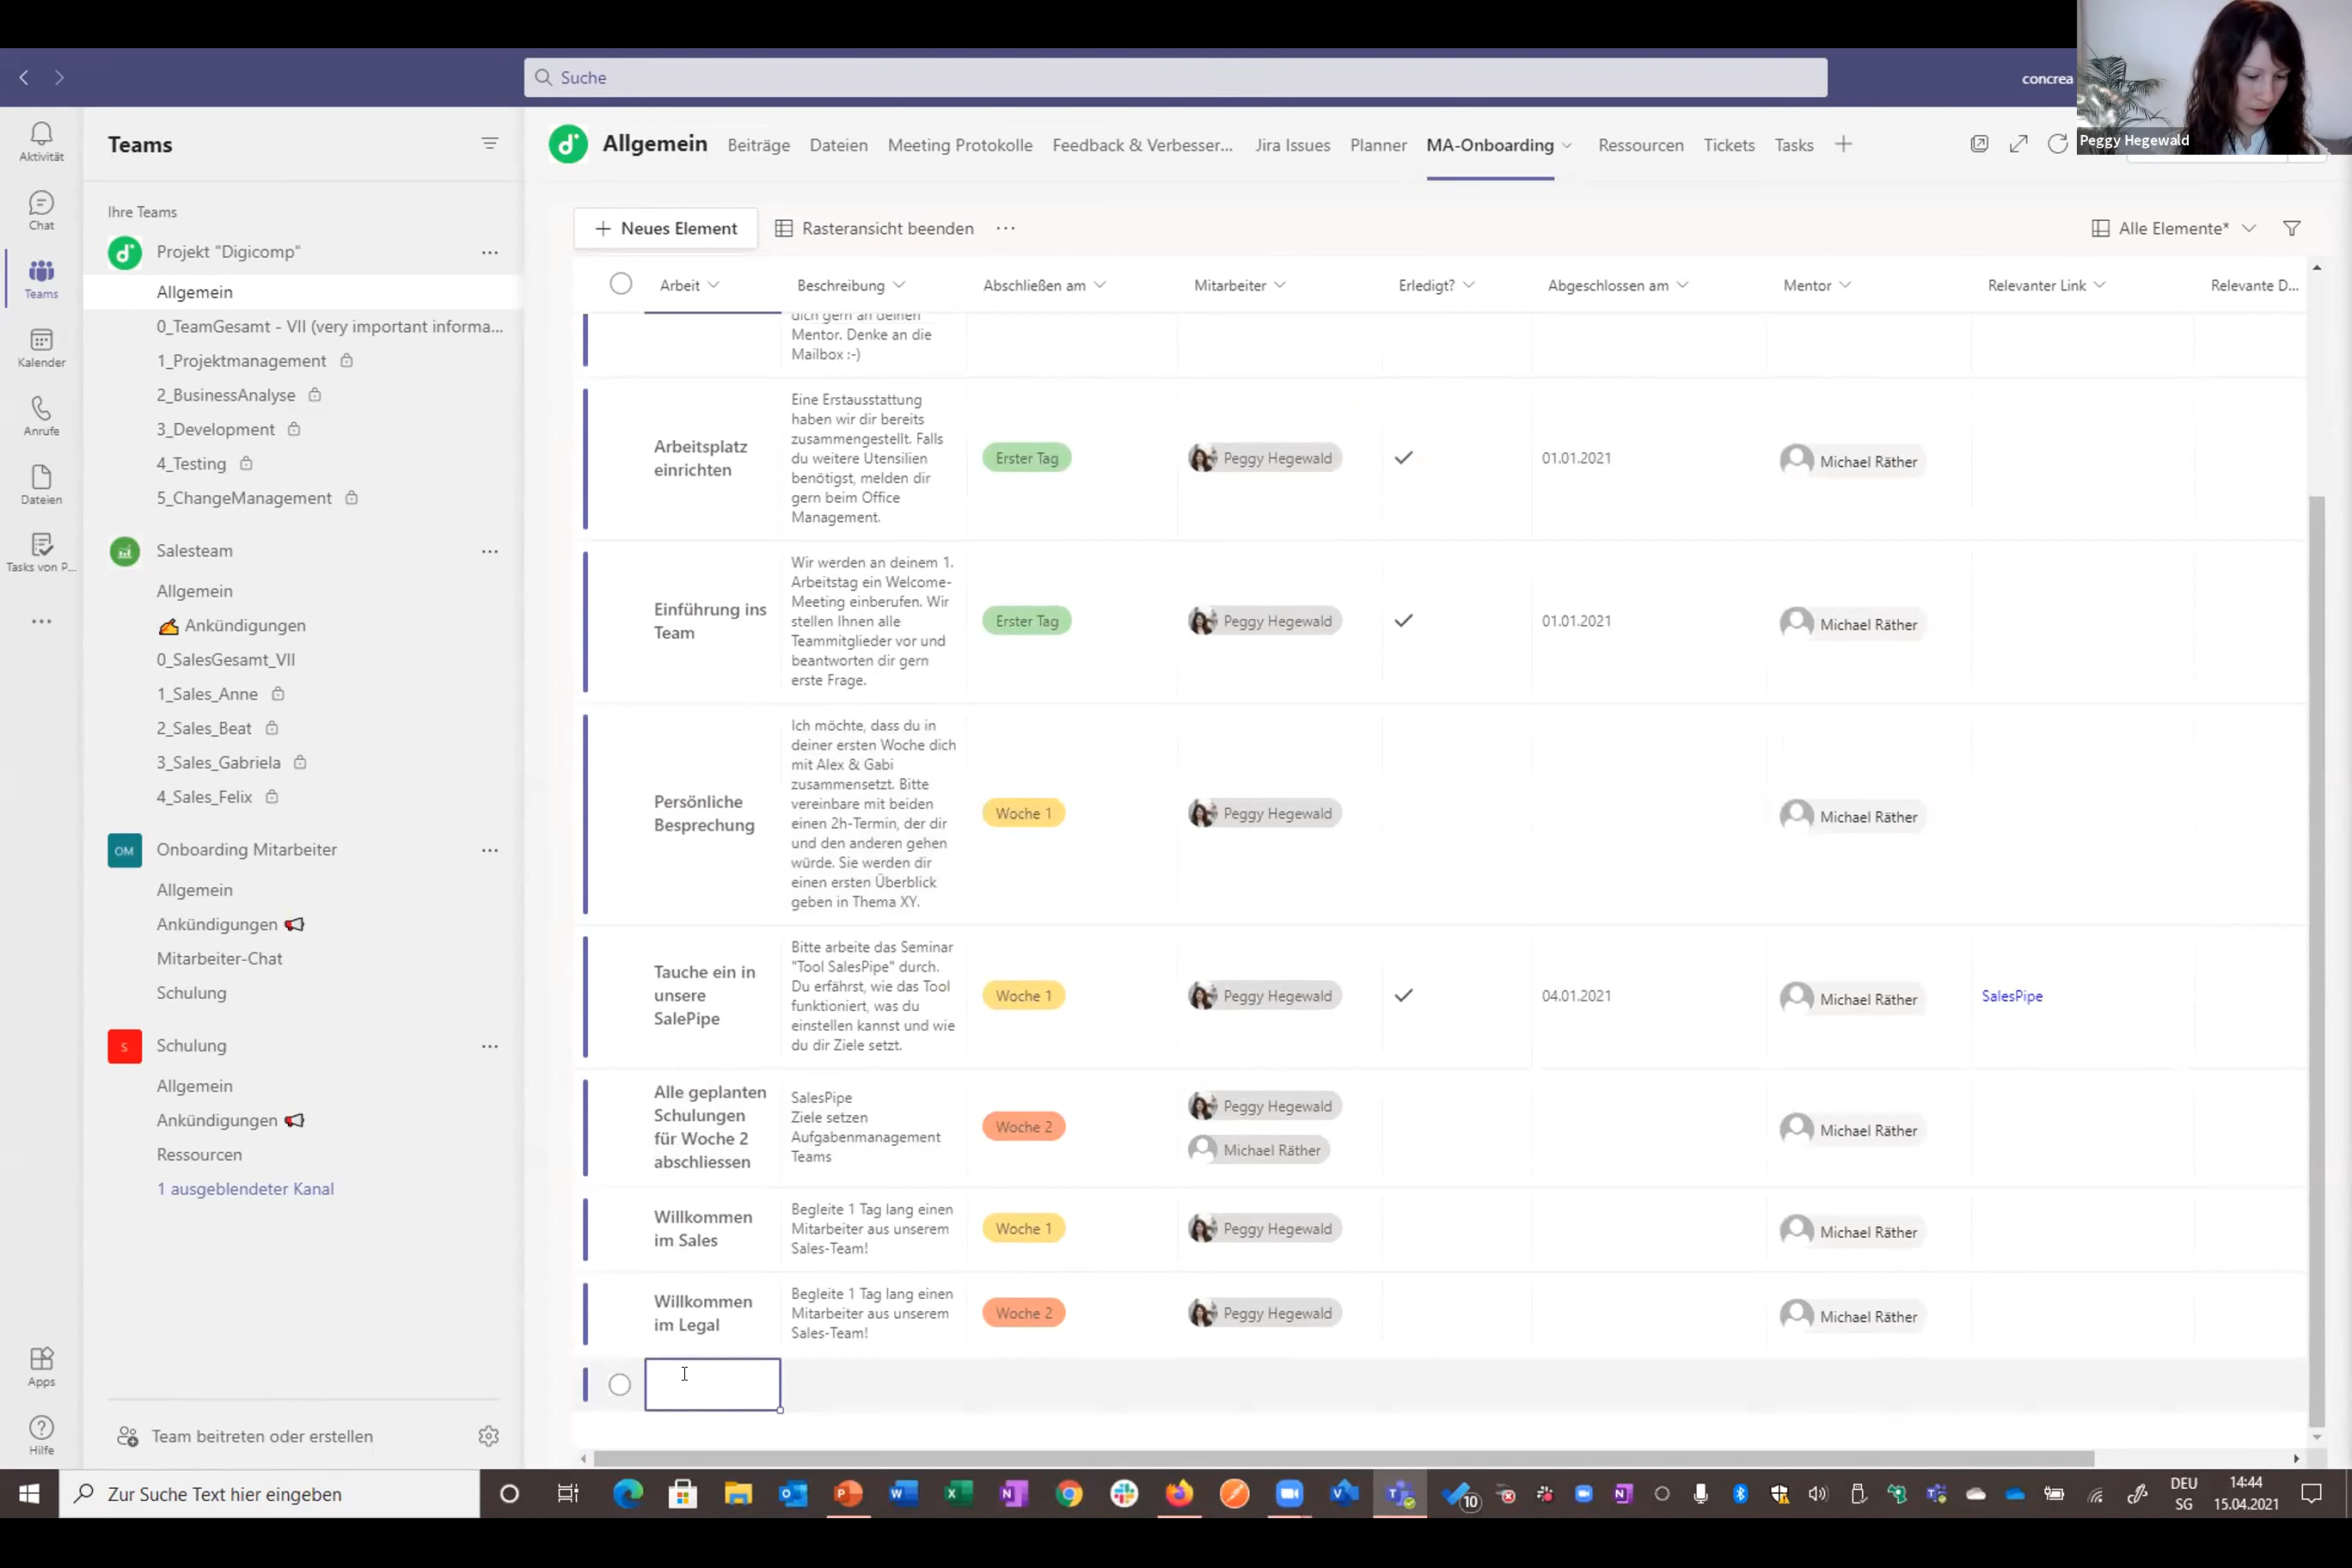 Suche
concrea
Peggy Hegewald
Aktivität
Chat
Teams
Kalender
Anrufe
Dateien
Tasks von P...
Apps
Hilfe
Teams
Ihre Teams
Projekt "Digicomp"
Allgemein
0_TeamGesamt - VII (very important informa...
1_Projektmanagement
2_BusinessAnalyse
3_Development
4_Testing
5_ChangeManagement
Salesteam
Allgemein
Ankündigungen
0_SalesGesamt_VII
1_Sales_Anne
2_Sales_Beat
3_Sales_Gabriela
4_Sales_Felix
OM Onboarding Mitarbeiter
Allgemein
Ankündigungen
Mitarbeiter-Chat
Schulung
S Schulung
Allgemein
Ankündigungen
Ressourcen
1 ausgeblendeter Kanal
Team beitreten oder erstellen
d Allgemein Beiträge Dateien Meeting Protokolle Feedback & Verbesser... Jira Issues Planner MA-Onboarding Ressourcen Tickets Tasks
Neues Element Rasteransicht beenden Alle Elemente*
Arbeit Beschreibung Abschließen am Mitarbeiter Erledigt? Abgeschlossen am Mentor Relevanter Link Relevante D...
dich gern an deinen
Mentor. Denke an die
Mailbox :-)
Arbeitsplatz
einrichten
Eine Erstausstattung
haben wir dir bereits
zusammengestellt. Falls
du weitere Utensilien
benötigst, melden dir
gern beim Office
Management.
Erster Tag
Peggy Hegewald
01.01.2021
Michael Räther
Einführung ins
Team
Wir werden an deinem 1.
Arbeitstag ein Welcome-
Meeting einberufen. Wir
stellen Ihnen alle
Teammitglieder vor und
beantworten dir gern
erste Frage.
Erster Tag
Peggy Hegewald
01.01.2021
Michael Räther
Persönliche
Besprechung
Ich möchte, dass du in
deiner ersten Woche dich
mit Alex & Gabi
zusammensetzt. Bitte
vereinbare mit beiden
einen 2h-Termin, der dir
und den anderen gehen
würde. Sie werden dir
einen ersten Überblick
geben in Thema XY.
Woche 1
Peggy Hegewald
Michael Räther
Tauche ein in
unsere
SalePipe
Bitte arbeite das Seminar
"Tool SalesPipe" durch.
Du erfährst, wie das Tool
funktioniert, was du
einstellen kannst und wie
du dir Ziele setzt.
Woche 1
Peggy Hegewald
04.01.2021
Michael Räther
SalesPipe
Alle geplanten
Schulungen
für Woche 2
abschliessen
SalesPipe
Ziele setzen
Aufgabenmanagement
Teams
Woche 2
Peggy Hegewald
Michael Räther
Michael Räther
Willkommen
im Sales
Begleite 1 Tag lang einen
Mitarbeiter aus unserem
Sales-Team!
Woche 1
Peggy Hegewald
Michael Räther
Willkommen
im Legal
Begleite 1 Tag lang einen
Mitarbeiter aus unserem
Sales-Team!
Woche 2
Peggy Hegewald
Michael Räther
Zur Suche Text hier eingeben
10
DEU
SG
14:44
15.04.2021